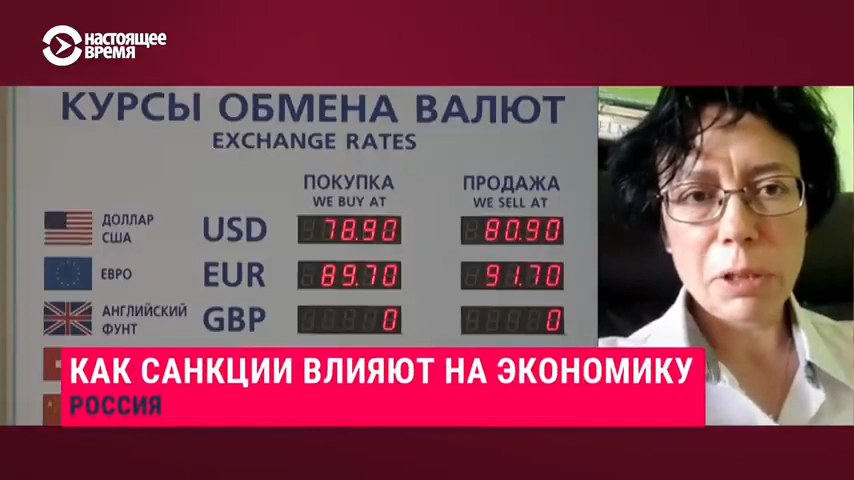 НАСТОЯЩЕЕ
ВРЕМЯ
КУРСЫ ОБМЕНА ВАЛЮТ
EXCHANGE RATES
ПОКУПКА
WE BUY AT
ПРОДАЖА
WE SELL AT
ДОЛЛАР
США
USD
78.90
80.90
ЕВРО
EUR
89.70
91.70
АНГЛИЙСКИЙ
ФУНТ
GBP
0
0
КАК САНКЦИИ ВЛИЯЮТ НА ЭКОНОМИКУ
РОССИЯ